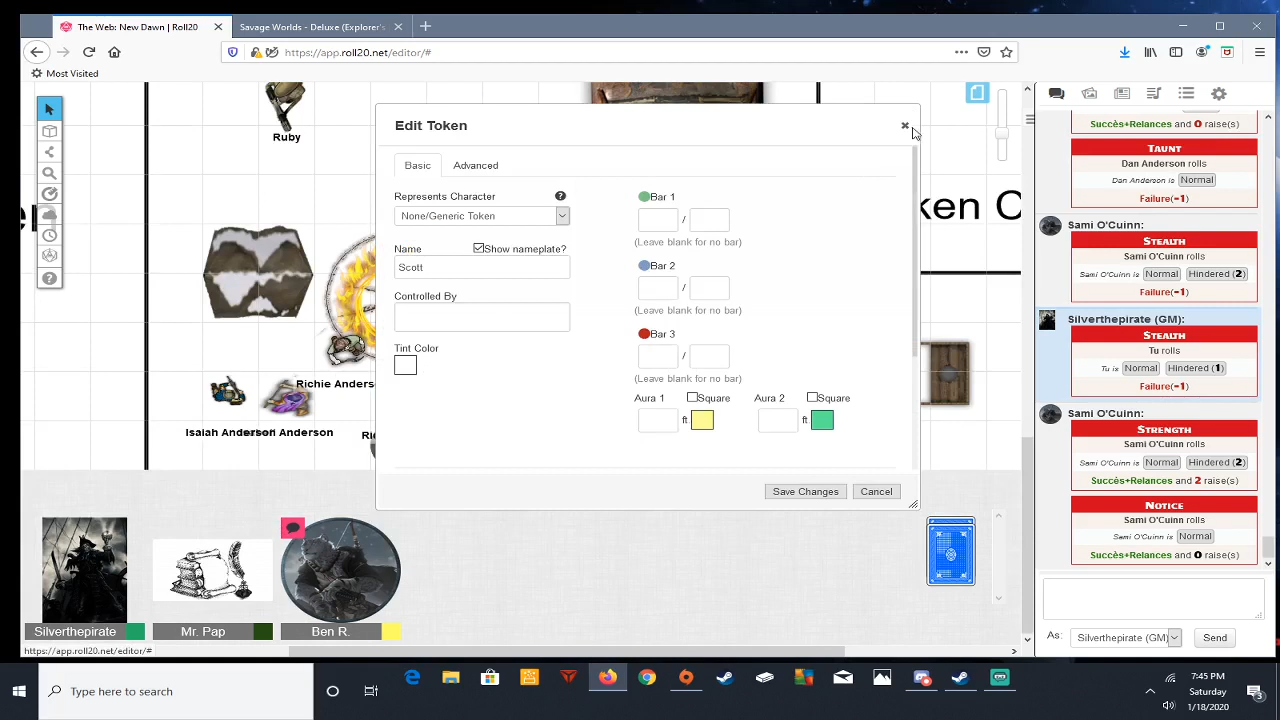 The Web: New Dawn | Roll20
Savage Worlds - Deluxe (Explorer's
https://app.roll20.net/editor/#
Most Visited
Ruby
Edit Token
Basic
Advanced
Represents Character
None/Generic Token
Name
Show nameplate?
Scott
Controlled By
Tint Color
Bar 1
/
(Leave blank for no bar)
Bar 2
/
(Leave blank for no bar)
Bar 3
/
(Leave blank for no bar)
Aura 1
Square
Aura 2
Square
ft
ft
Save Changes
Cancel
ken C
Richie Anderso
Isaiah Anderson
Anderson
Succès+Relances and 0 raise(s)
TAUNT
Dan Anderson rolls
Dan Anderson is Normal
Failure(-1)
Sami O'Cuinn:
STEALTH
Sami O'Cuinn rolls
Sami O'Cuinn is Normal Hindered (2)
Failure(-1)
Silverthepirate (GM):
STEALTH
Tu rolls
Tu is Normal Hindered (1)
Failure(-1)
Sami O'Cuinn:
STRENGTH
Sami O'Cuinn rolls
Sami O'Cuinn is Normal Hindered (2)
Succès+Relances and 2 raise(s)
NOTICE
Sami O'Cuinn rolls
Sami O'Cuinn is Normal
Succès+Relances and 0 raise(s)
As:
Silverthepirate (GM)
Send
Silverthepirate
Mr. Pap
Ben R.
https://app.roll20.net/editor/#
Type here to search
7:45 PM
Saturday
1/18/2020
3